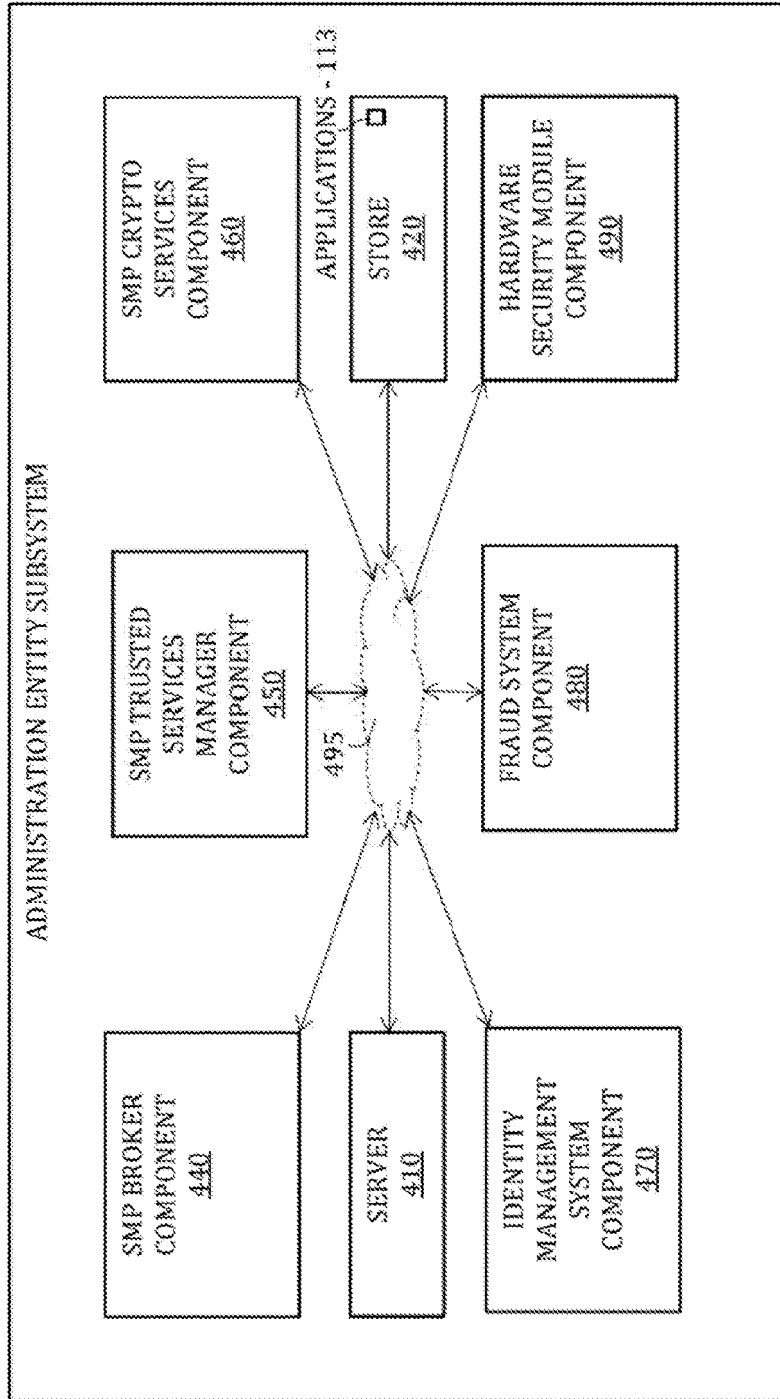 ADMINISTRATION ENTITY SUBSYSTEM
SMP BROKER
COMPONENT
440
SMP TRUSTED
SERVICES
MANAGER
COMPONENT
450
SMP CRYPTO
SERVICES
COMPONENT
460
SERVER
410
495
APPLICATIONS - 113
STORE
420
IDENTITY
MANAGEMENT
SYSTEM
COMPONENT
470
FRAUD SYSTEM
COMPONENT
480
HARDWARE
SECURITY MODULE
COMPONENT
490